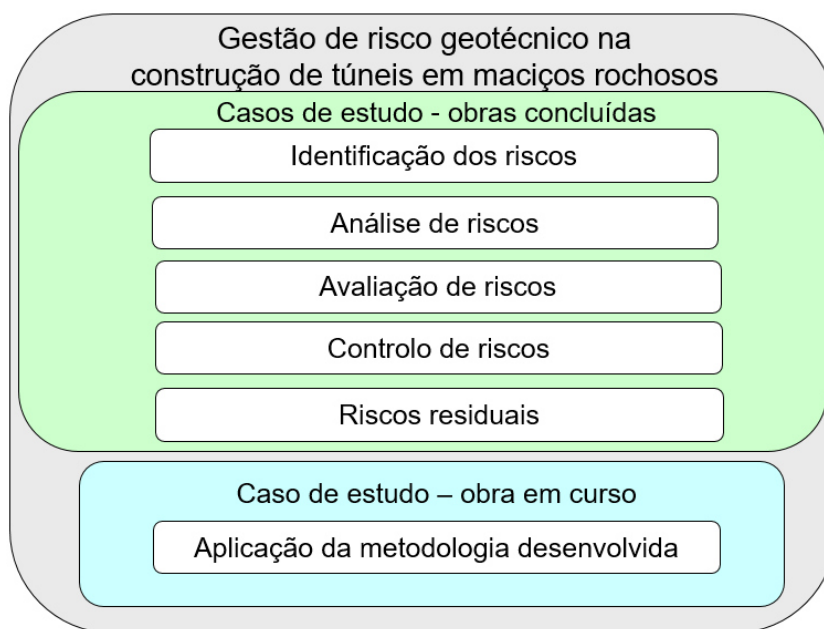 Gestão de risco geotécnico na
construção de túneis em maciços rochosos
Casos de estudo - obras concluídas
Identificação dos riscos
Análise de riscos
Avaliação de riscos
Controlo de riscos
Riscos residuais
Caso de estudo – obra em curso
Aplicação da metodologia desenvolvida